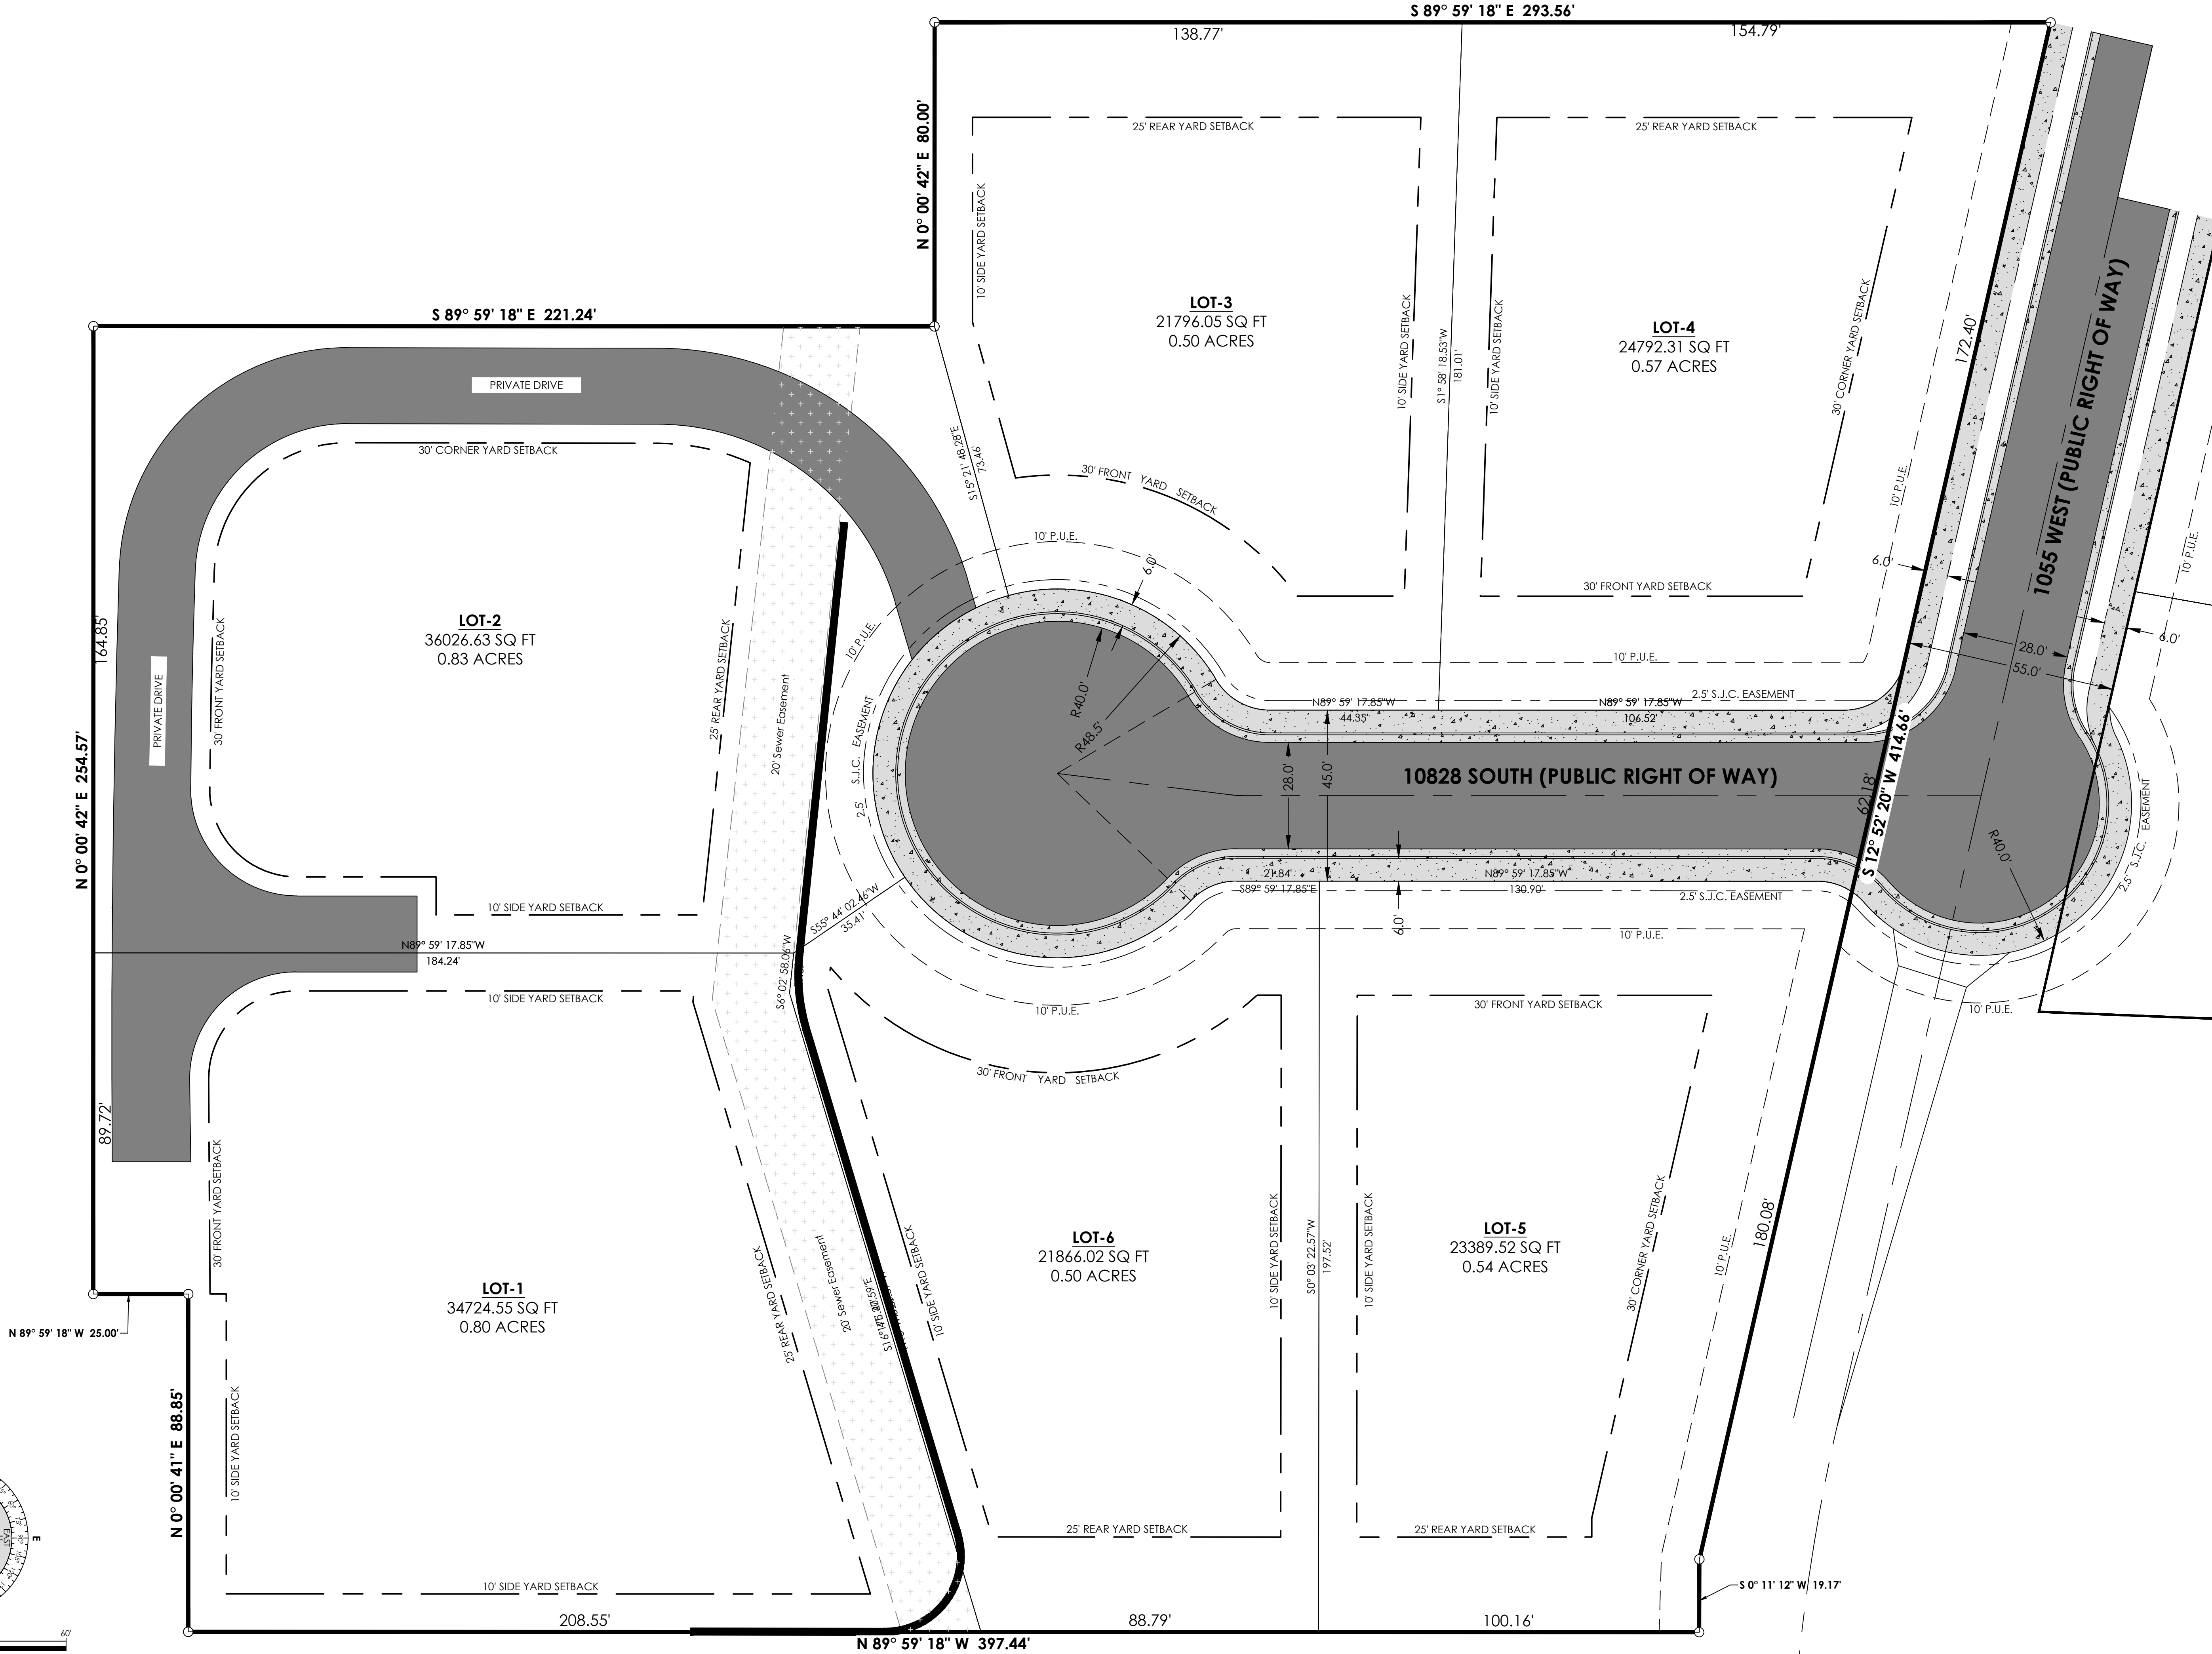 S 89° 59' 18" E  293.56'
138.77'
154.79'
N 0° 00' 42" E  80.00'
25' REAR YARD SETBACK
25' REAR YARD SETBACK
10' SIDE YARD SETBACK
LOT-3
21796.05 SQ FT
0.50 ACRES
10' SIDE YARD SETBACK
S1° 58' 18.53"W
181.01'
10' SIDE YARD SETBACK
LOT-4
24792.31 SQ FT
0.57 ACRES
30' CORNER YARD SETBACK
172.40'
10' P.U.E.
1055 WEST (PUBLIC RIGHT OF WAY)
10' P.U.E.
S 89° 59' 18" E  221.24'
PRIVATE DRIVE
30' CORNER YARD SETBACK
S15° 21' 48.28"E
73.46'
30' FRONT YARD SETBACK
30' FRONT YARD SETBACK
10' P.U.E.
6.0'
6.0'
6.0'
28.0'
55.0'
LOT-2
36026.63 SQ FT
0.83 ACRES
164.85'
PRIVATE DRIVE
30' FRONT YARD SETBACK
25' REAR YARD SETBACK
20' Sewer Easement
10' P.U.E.
S.J.C. EASEMENT
2.5'
R40.0'
R48.5'
10' P.U.E.
2.5' S.J.C. EASEMENT
N89° 59' 17.85"W
44.35'
N89° 59' 17.85"W
106.52'
28.0'
45.0'
10828 SOUTH (PUBLIC RIGHT OF WAY)
62.18'
S 12° 52' 20" W  414.66'
R40.0'
2.5' S.J.C. EASEMENT
N 0° 00' 42" E  254.57'
21.84'
S89° 59' 17.85"E
N89° 59' 17.85"W
130.90'
2.5' S.J.C. EASEMENT
6.0'
10' P.U.E.
10' P.U.E.
10' SIDE YARD SETBACK
N89° 59' 17.85"W
184.24'
S55° 44' 02.46"W
35.41'
S6° 02' 58.06"W
10' SIDE YARD SETBACK
10' P.U.E.
30' FRONT YARD SETBACK
30' FRONT YARD SETBACK
89.72'
30' FRONT YARD SETBACK
LOT-1
34724.55 SQ FT
0.80 ACRES
25' REAR YARD SETBACK
20' Sewer Easement
10' SIDE YARD SETBACK
LOT-6
21866.02 SQ FT
0.50 ACRES
10' SIDE YARD SETBACK
S0° 03' 22.57"W
197.52'
10' SIDE YARD SETBACK
LOT-5
23389.52 SQ FT
0.54 ACRES
30' CORNER YARD SETBACK
10' P.U.E.
180.08'
N 89° 59' 18" W  25.00'
N 0° 00' 41" E  88.85'
10' SIDE YARD SETBACK
25' REAR YARD SETBACK
25' REAR YARD SETBACK
10' SIDE YARD SETBACK
S 0° 11' 12" W  19.17'
208.55'
88.79'
100.16'
N 89° 59' 18" W  397.44'
E
EAST
60'